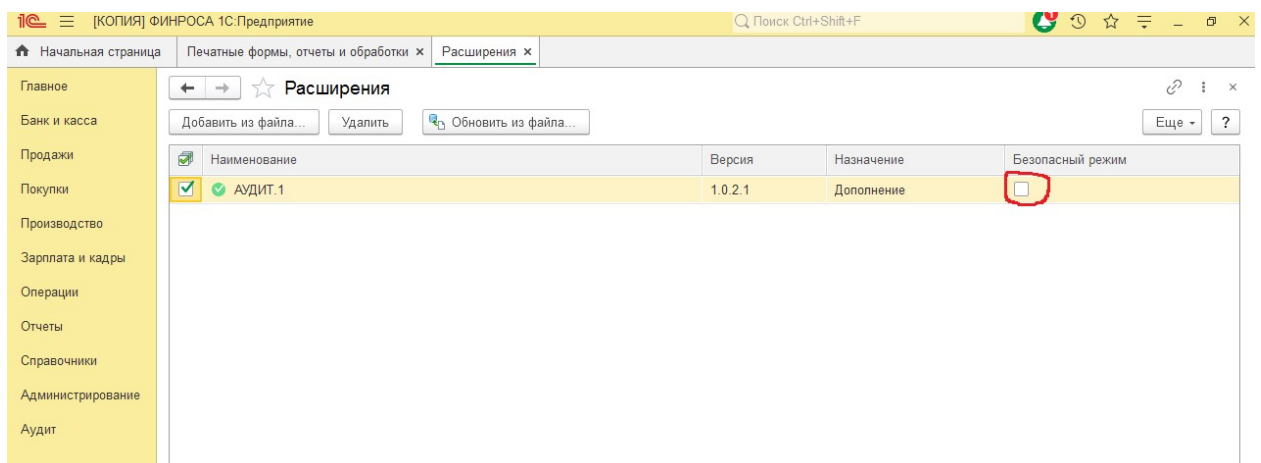 1С [КОПИЯ] ФИНРОСА 1С:Предприятие Поиск Ctrl+Shift+F 1
Начальная страница Печатные формы, отчеты и обработки × Расширения ×
Главное
Банк и касса
Продажи
Покупки
Производство
Зарплата и кадры
Операции
Отчеты
Справочники
Администрирование
Аудит
Расширения
Добавить из файла... Удалить Обновить из файла... Еще ?
Наименование Версия Назначение Безопасный режим
АУДИТ.1 1.0.2.1 Дополнение